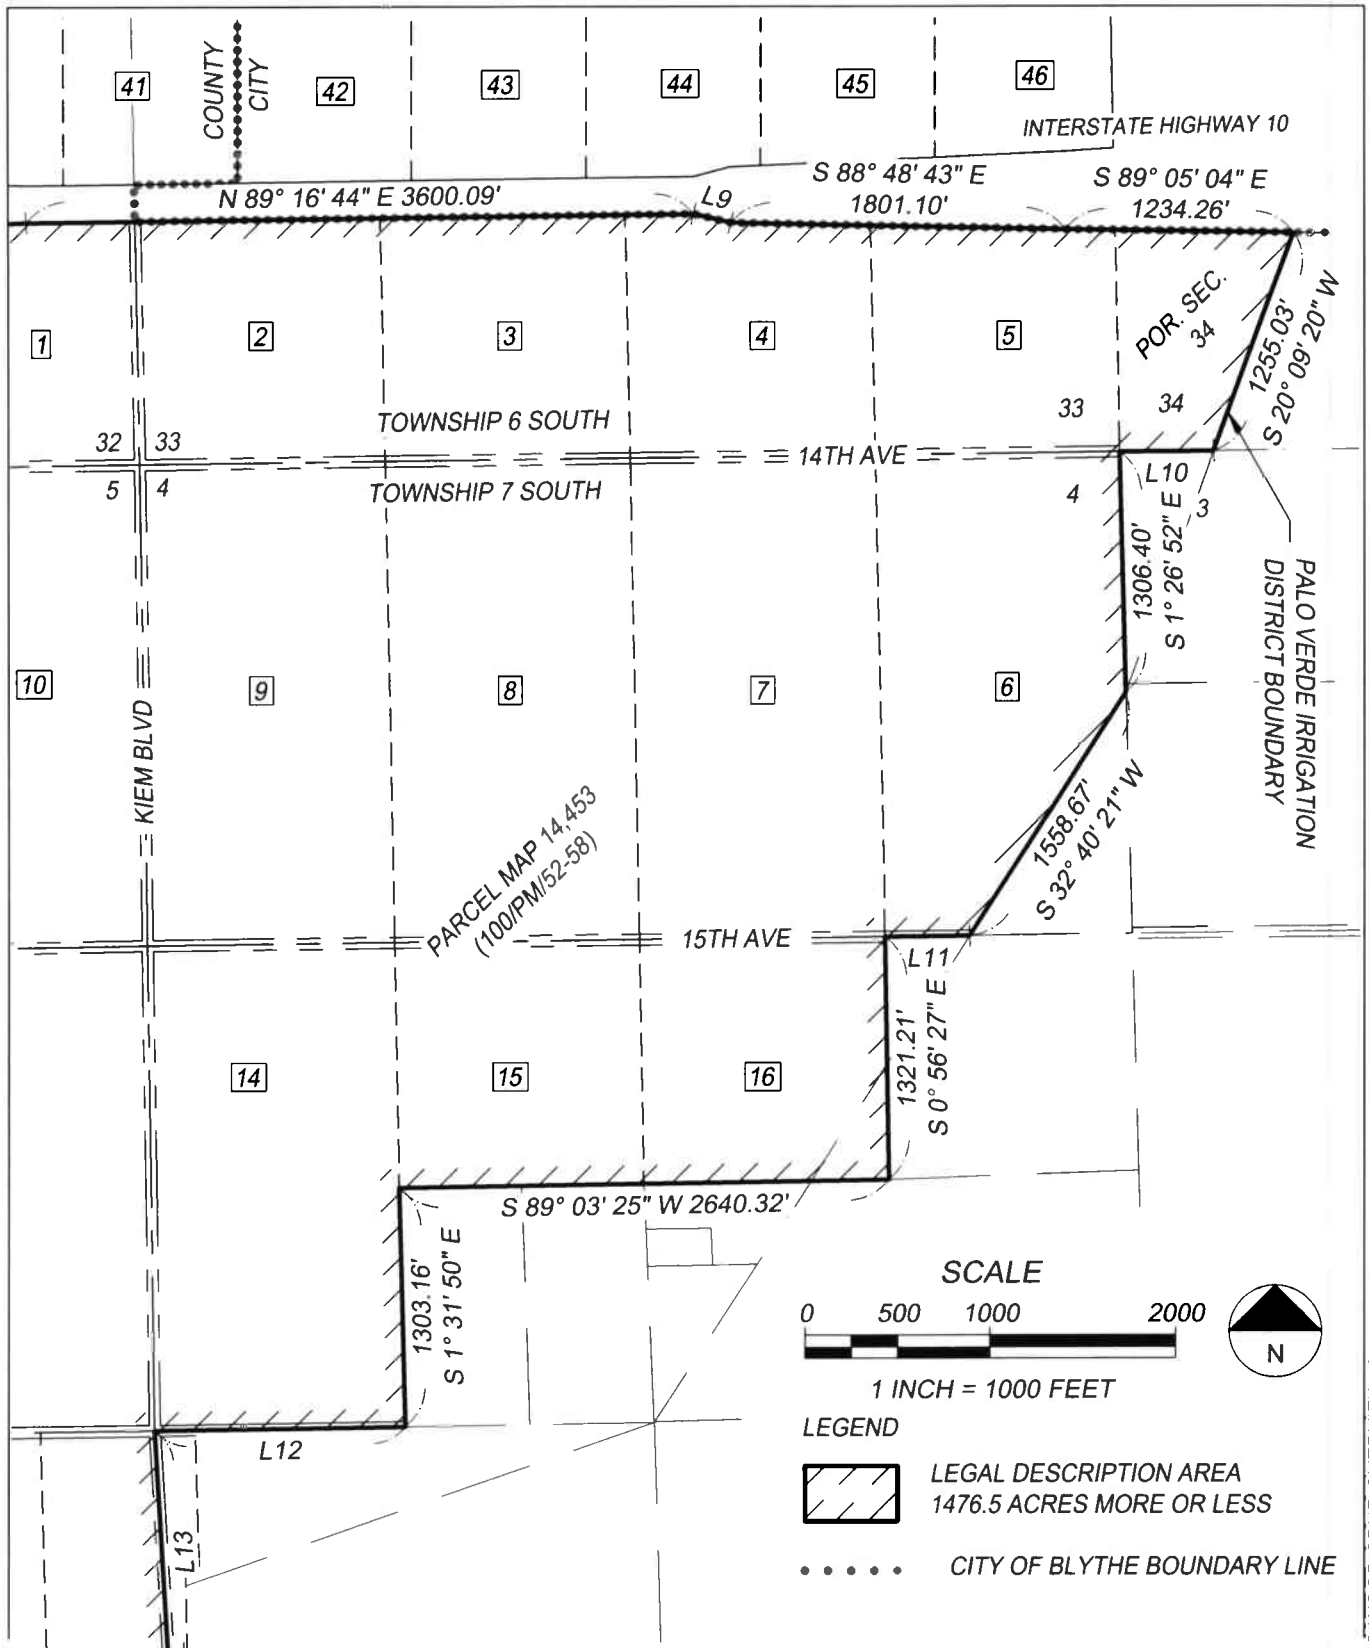 41
COUNTY
CITY
42
43
44
45
46
INTERSTATE HIGHWAY 10
N 89° 16' 44" E 3600.09'
L9
S 88° 48' 43" E
1801.10'
S 89° 05' 04" E
1234.26'
1
2
3
4
5
POR. SEC.
34
1255.03'
S 20° 09' 20" W
TOWNSHIP 6 SOUTH
33
34
32
33
14TH AVE
5
4
TOWNSHIP 7 SOUTH
4
L10
3
1306.40'
S 1° 26' 52" E
PALO VERDE IRRIGATION
DISTRICT BOUNDARY
10
KIEM BLVD
9
8
7
6
1558.67'
S 32° 40' 21" W
PARCEL MAP 14,453
(100/PM/52-58)
15TH AVE
L11
1321.21'
S 0° 56' 27" E
14
15
16
S 89° 03' 25" W 2640.32'
1303.16'
S 1° 31' 50" E
L12
L13
SCALE
0 500 1000 2000
N
1 INCH = 1000 FEET
LEGEND
LEGAL DESCRIPTION AREA
1476.5 ACRES MORE OR LESS
CITY OF BLYTHE BOUNDARY LINE